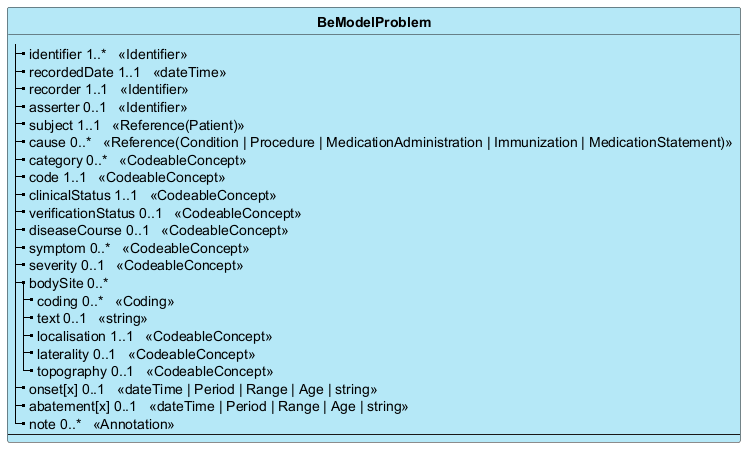 BeModelProblem
identifier 1..* «Identifier»
recordedDate 1..1 «dateTime»
recorder 1..1 «Identifier»
asserter 0..1 «Identifier»
subject 1..1 «Reference(Patient)»
cause 0..* «Reference(Condition | Procedure | MedicationAdministration | Immunization | MedicationStatement)»
category 0..* «CodeableConcept»
code 1..1 «CodeableConcept»
clinicalStatus 1..1 «CodeableConcept»
verificationStatus 0..1 «CodeableConcept»
diseaseCourse 0..1 «CodeableConcept»
symptom 0..* «CodeableConcept»
severity 0..1 «CodeableConcept»
bodySite 0..*
coding 0..* «Coding»
text 0..1 «string»
localisation 1..1 «CodeableConcept»
laterality 0..1 «CodeableConcept»
topography 0..1 «CodeableConcept»
onset[x] 0..1 «dateTime | Period | Range | Age | string»
abatement[x] 0..1 «dateTime | Period | Range | Age | string»
note 0..* «Annotation»